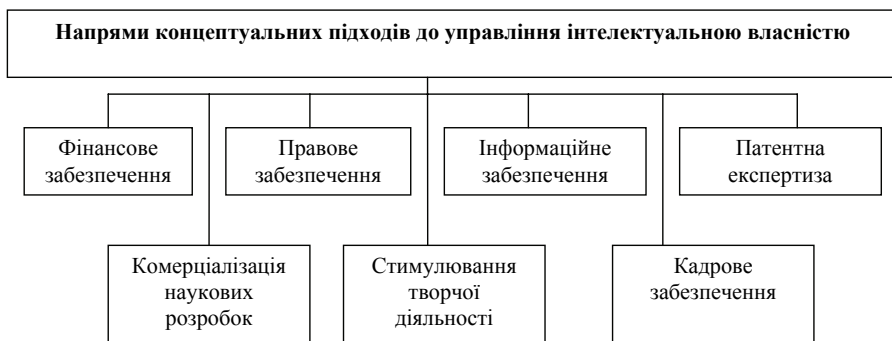 Напрями концептуальних підходів до управління інтелектуальною власністю
Фінансове
забезпечення
Правове
забезпечення
Інформаційне
забезпечення
Патентна
експертиза
Комерціалізація
наукових
розробок
Стимулювання
творчої
діяльності
Кадрове
забезпечення